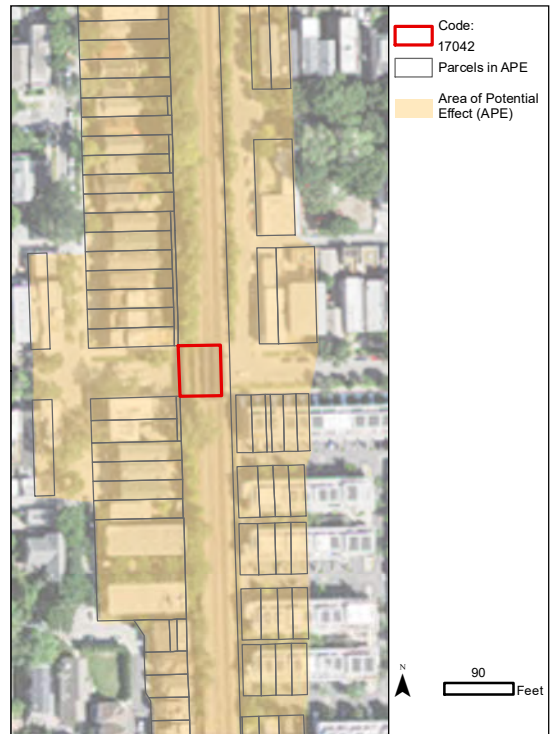 Code:
17042
Parcels in APE
Area of Potential
Effect (APE)
N
90
Feet